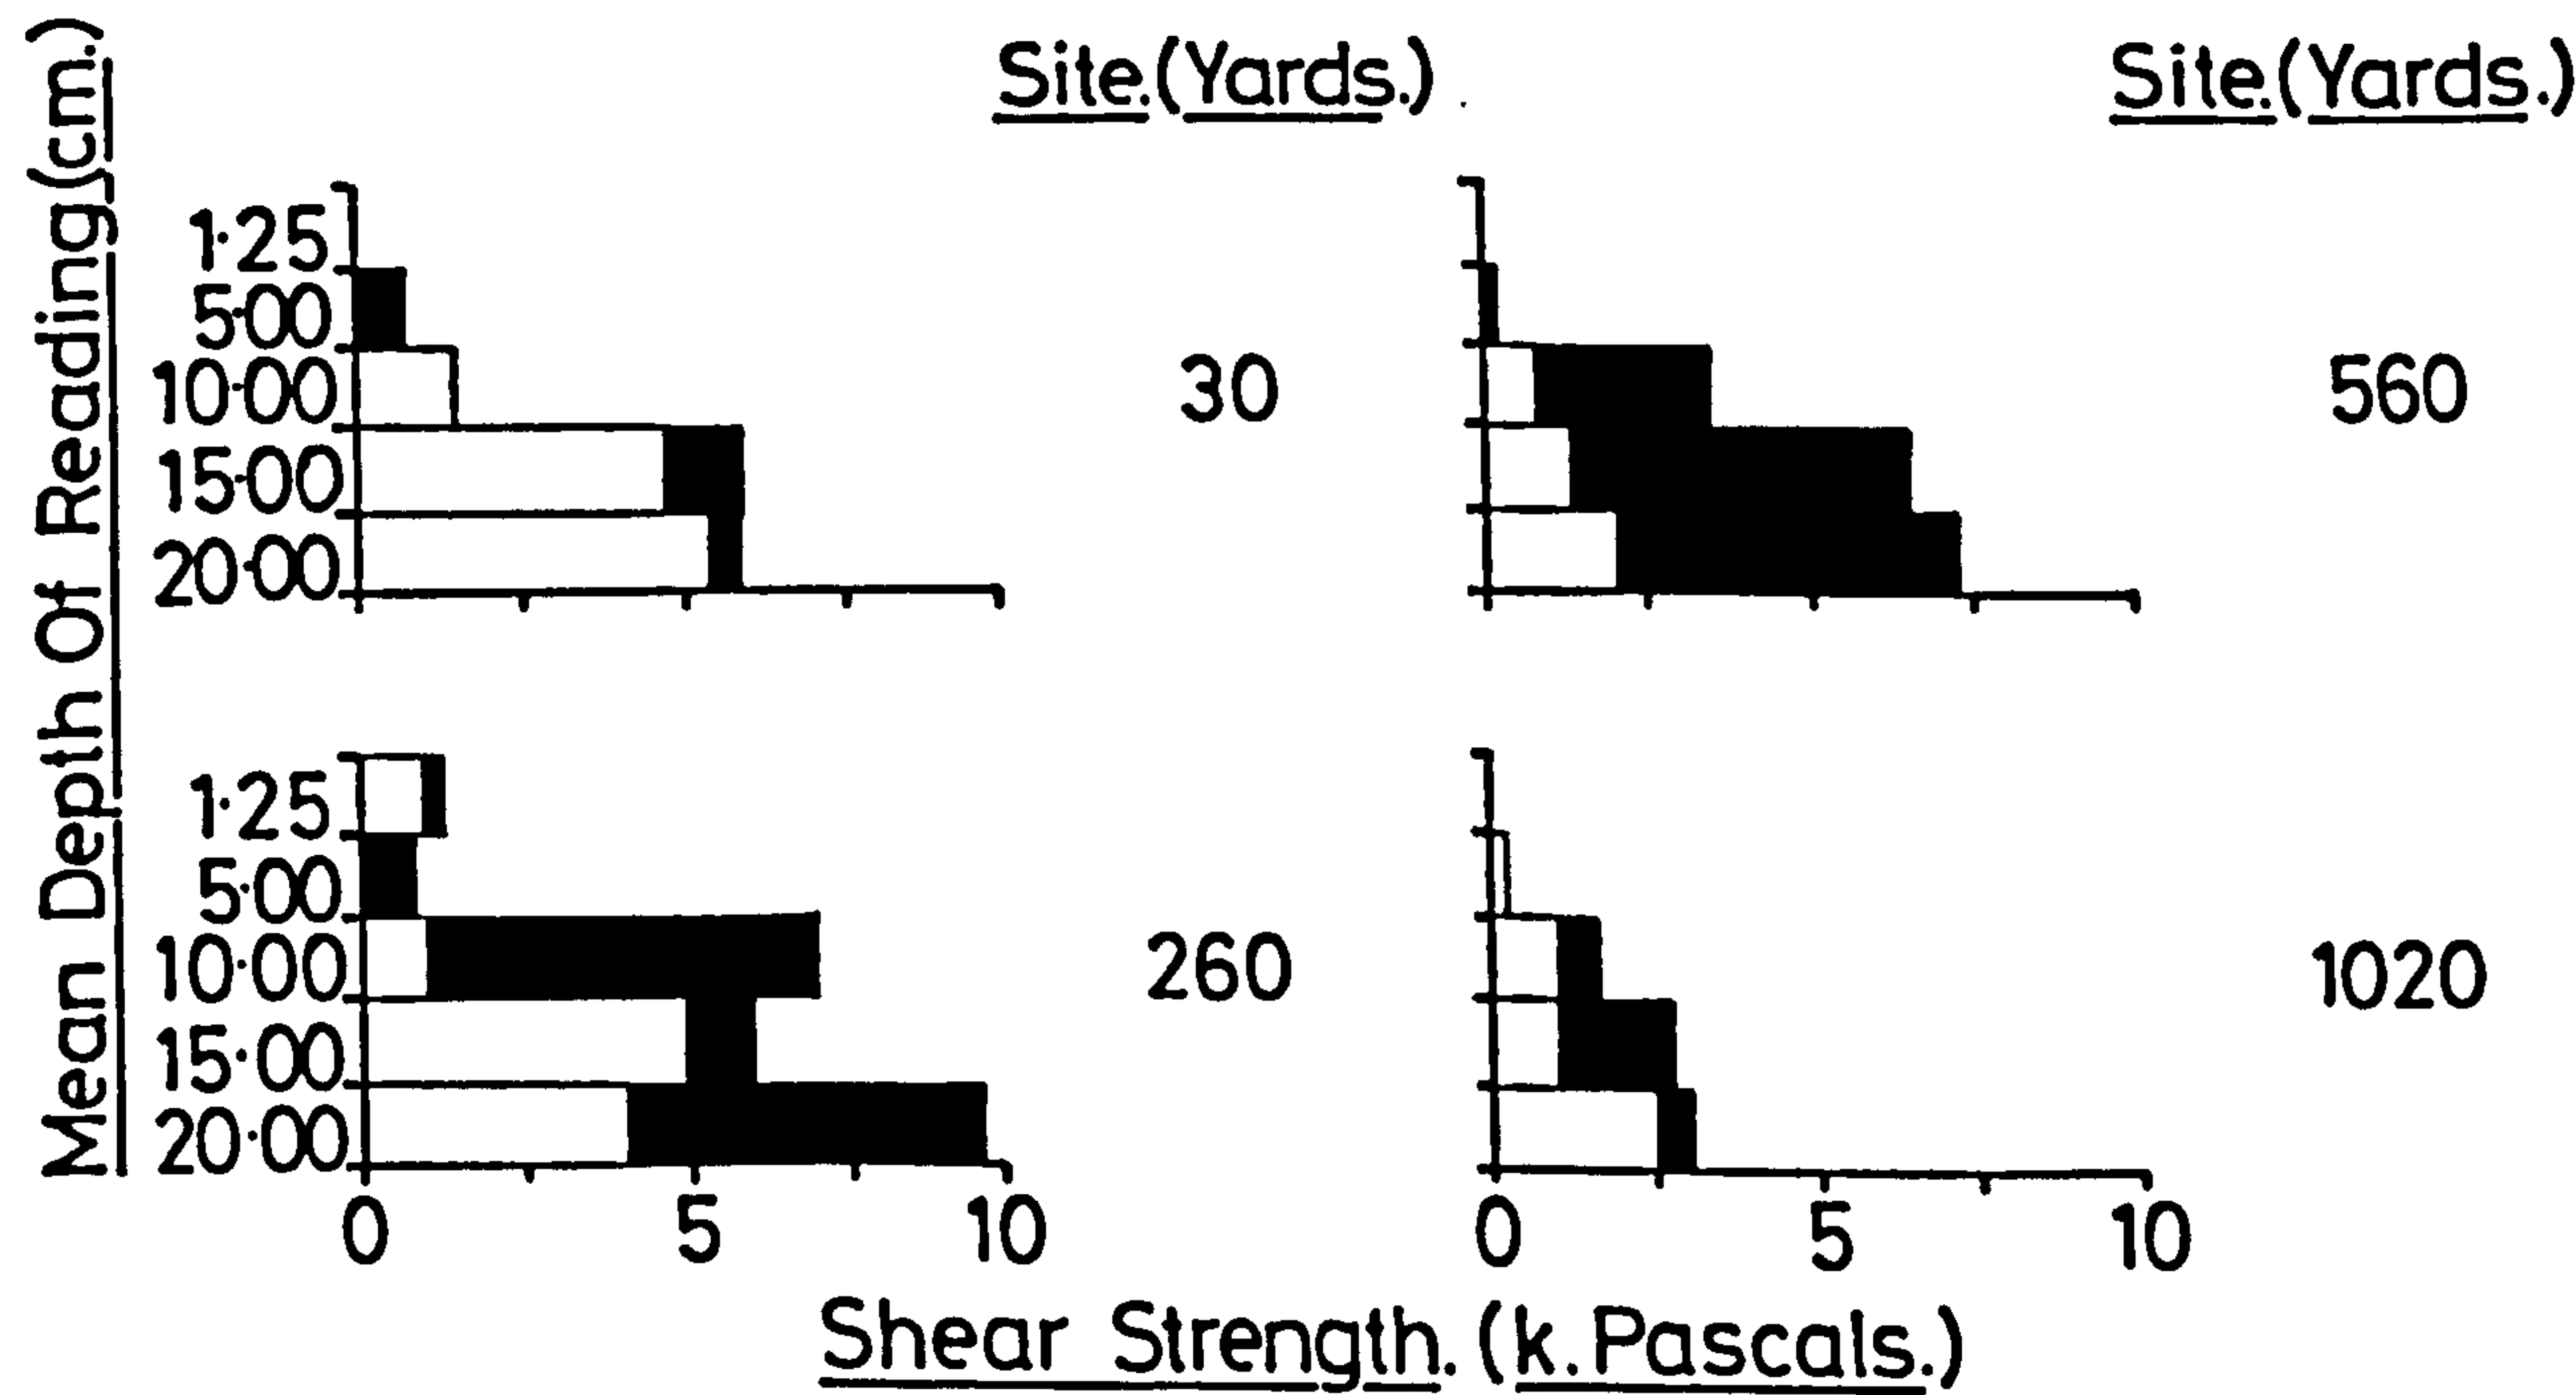 Mean Depth Of Reading (cm.)
Site. (Yards.)
Site. (Yards.)
1·25
5·00
10·00
15·00
20·00
30
560
1·25
5·00
10·00
15·00
20·00
260
1020
0 5 10
0 5 10
Shear Strength. (k. Pascals.)